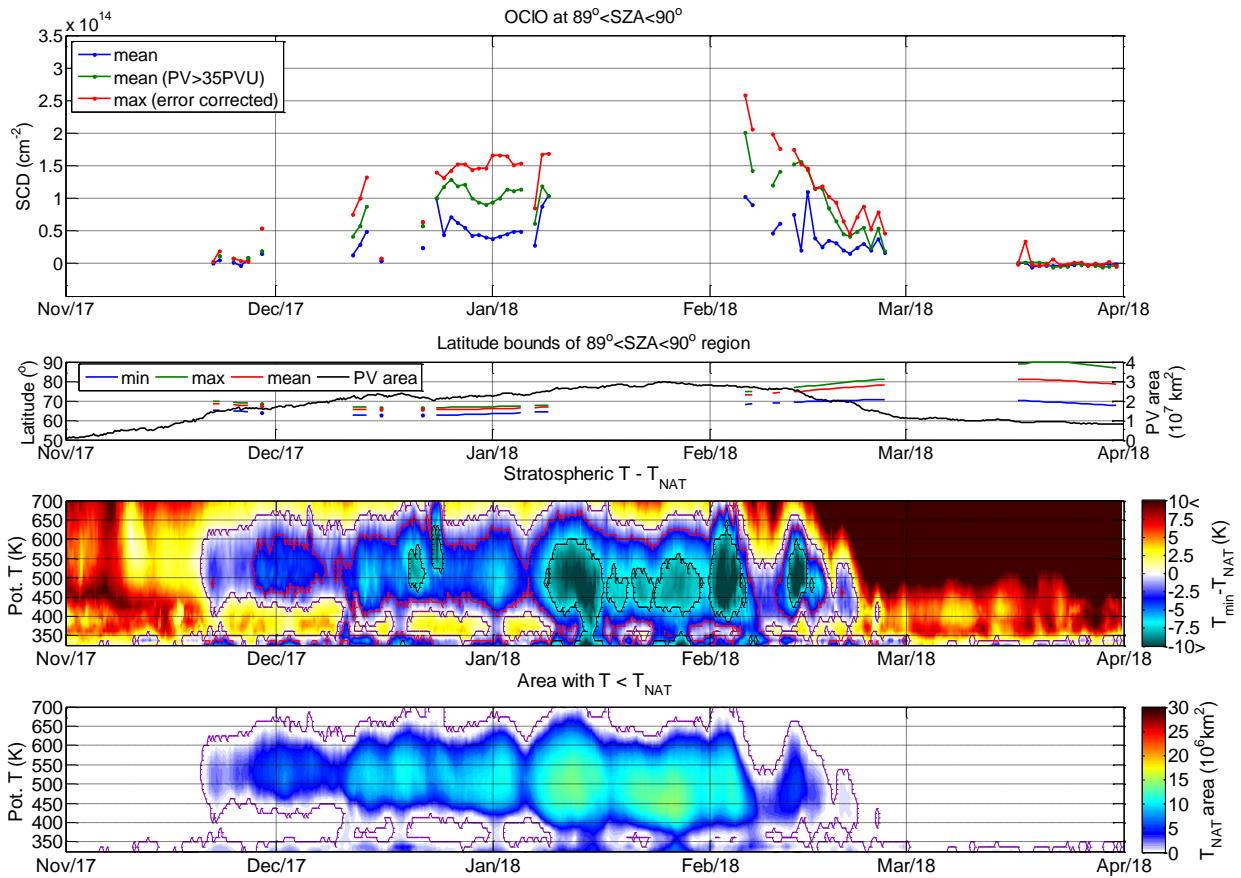 OClO at 89°<SZA<90°
x 10^14
3.5
3
2.5
2
1.5
1
0.5
0
SCD (cm^-2)
mean
mean (PV>35PVU)
max (error corrected)
Nov/17 Dec/17 Jan/18 Feb/18 Mar/18 Apr/18
Latitude bounds of 89°<SZA<90° region
90
80
70
60
50
Latitude (°)
min max mean PV area
4
3
2
1
0
PV area
(10^7 km^2)
Nov/17 Dec/17 Jan/18 Feb/18 Mar/18 Apr/18
Stratospheric T - T_NAT
700
650
600
550
500
450
400
350
Pot. T (K)
10<
7.5
5
2.5
0
-2.5
-5
-7.5
-10>
T_min-T_NAT (K)
Nov/17 Dec/17 Jan/18 Feb/18 Mar/18 Apr/18
Area with T < T_NAT
700
650
600
550
500
450
400
350
Pot. T (K)
30
25
20
15
10
5
0
T_NAT area (10^6km^2)
Nov/17 Dec/17 Jan/18 Feb/18 Mar/18 Apr/18